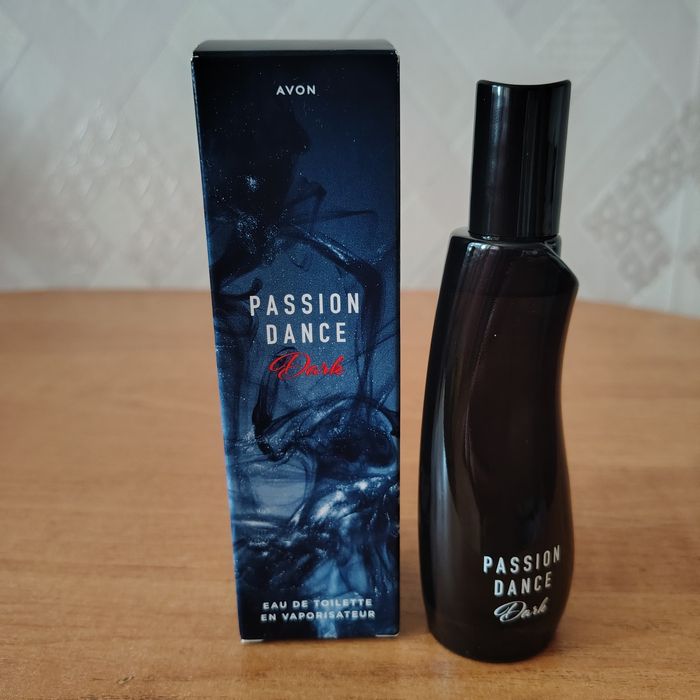 AVON
PASSION
DANCE
Dark
EAU DE TOILETTE
EN VAPORISATEUR
PASSION
DANCE
Dark